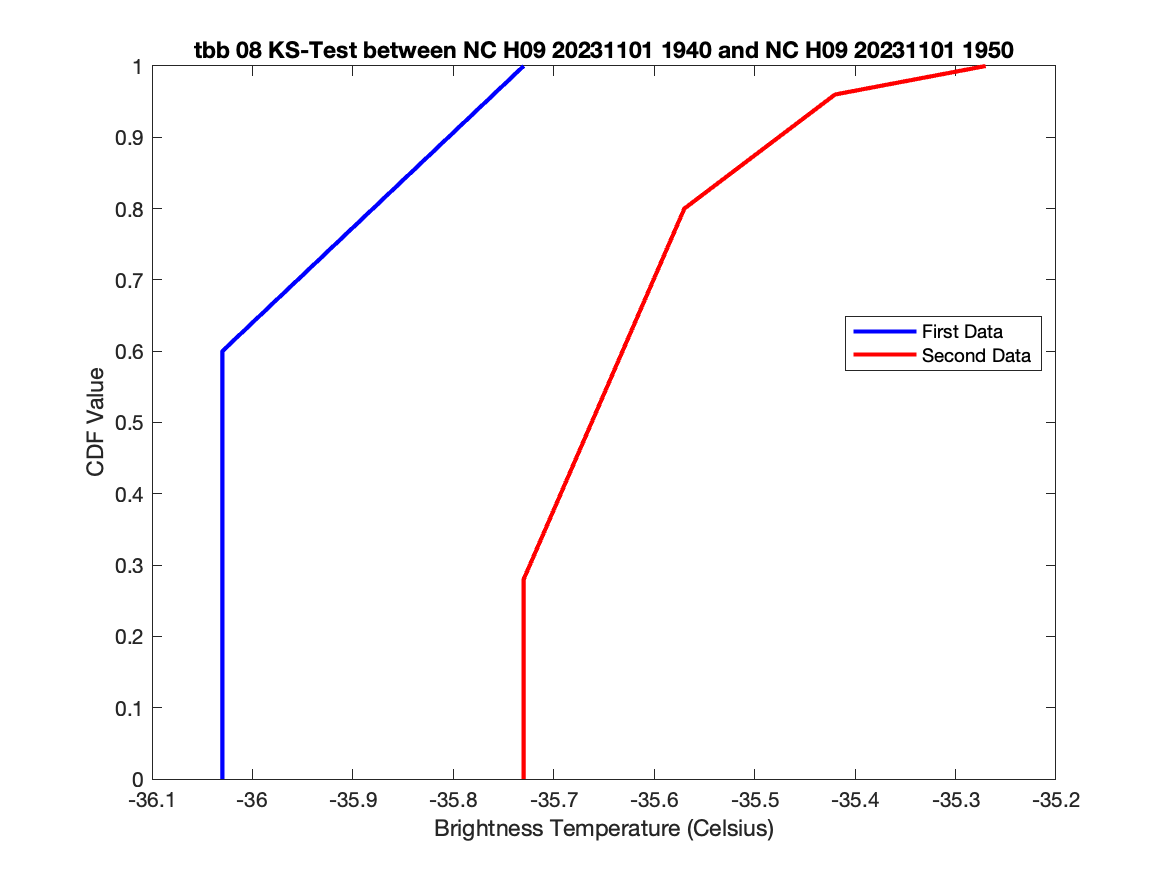 tbb 08 KS-Test between NC H09 20231101 1940 and NC H09 20231101 1950
1
0.9
0.8
0.7
0.6
0.5
0.4
0.3
0.2
0.1
0
CDF Value
First Data
Second Data
-36.1 -36 -35.9 -35.8 -35.7 -35.6 -35.5 -35.4 -35.3 -35.2
Brightness Temperature (Celsius)